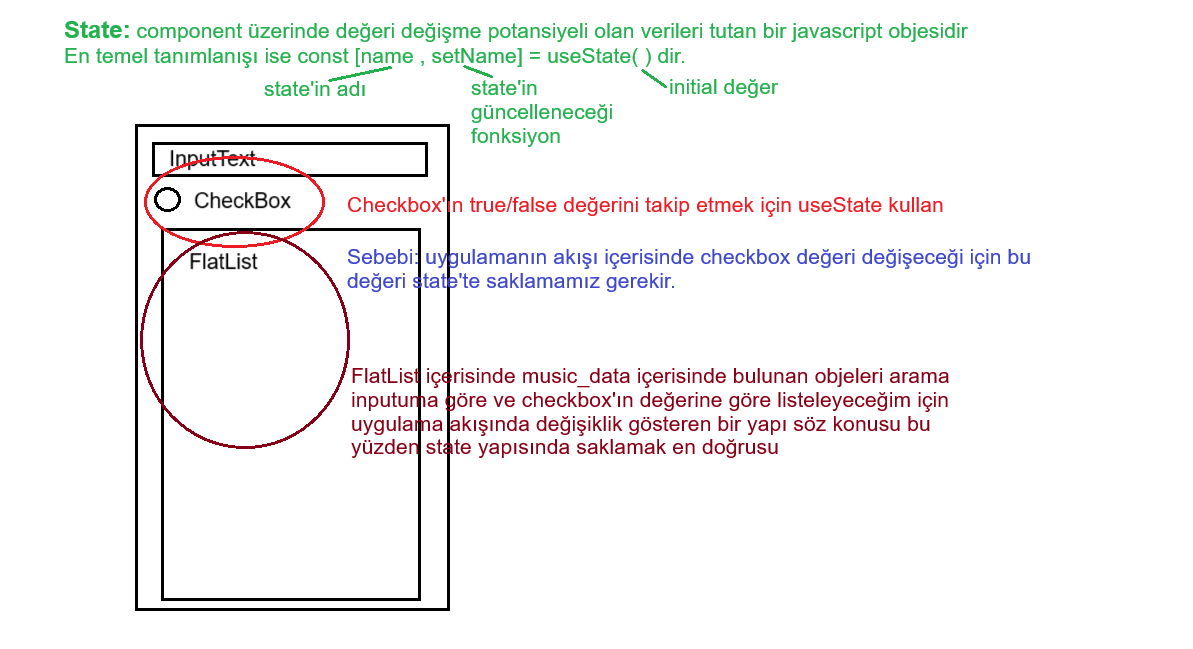 State: component üzerinde değeri değişme potansiyeli olan verileri tutan bir javascript objesidir
En temel tanımlanışı ise const [name , setName] = useState( ) dir.
state'in adı
state'in
güncelleneceği
fonksiyon
initial değer
InputText
CheckBox
Checkbox'ın true/false değerini takip etmek için useState kullan
FlatList
Sebebi: uygulamanın akışı içerisinde checkbox değeri değişeceği için bu
değeri state'te saklamamız gerekir.
FlatList içerisinde music_data içerisinde bulunan objeleri arama
inputuma göre ve checkbox'ın değerine göre listeleyeceğim için
uygulama akışında değişiklik gösteren bir yapı söz konusu bu
yüzden state yapısında saklamak en doğrusu